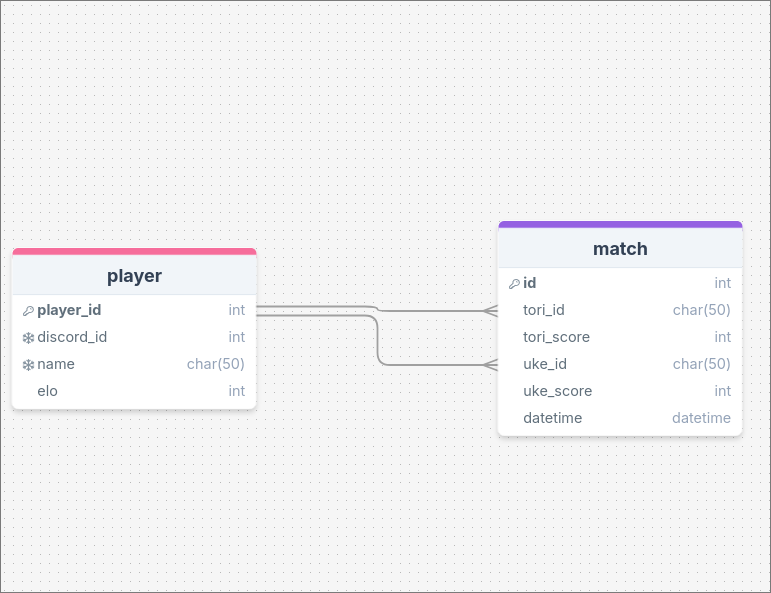 player
player_id int
discord_id int
name char(50)
elo int
match
id int
tori_id char(50)
tori_score int
uke_id char(50)
uke_score int
datetime datetime